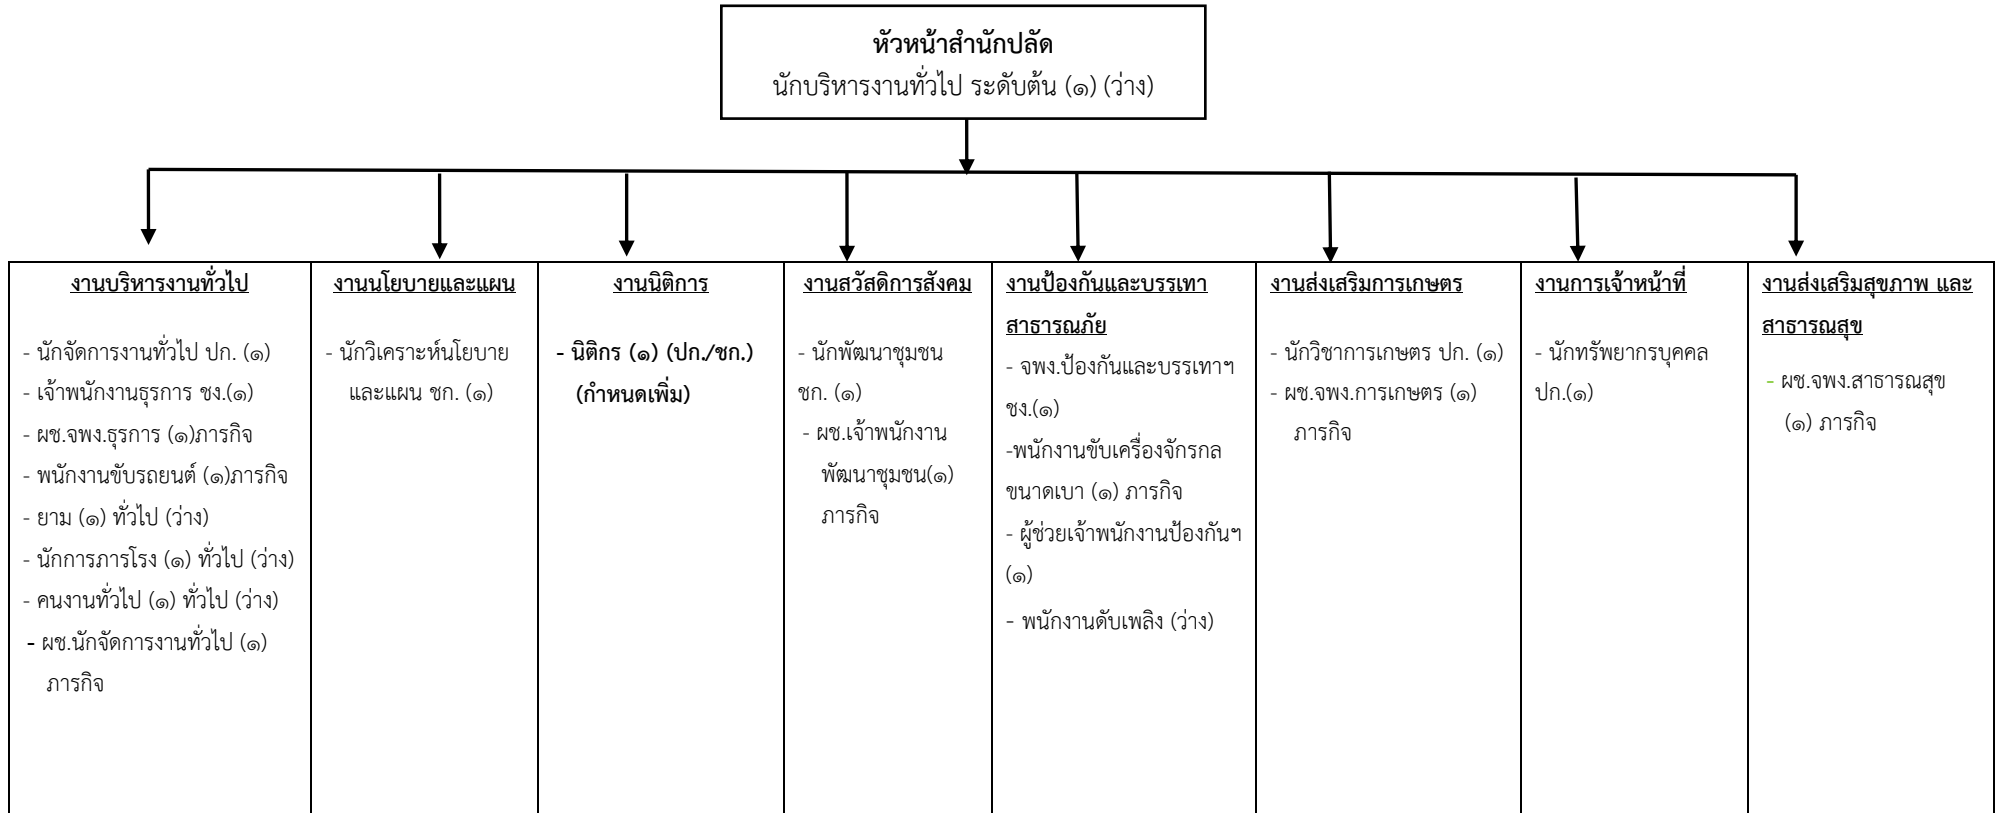 หัวหน้าสำนักปลัด
นักบริหารงานทั่วไป ระดับต้น (๑) (ว่าง)
งานบริหารงานทั่วไป
- นักจัดการงานทั่วไป ปก. (๑)
- เจ้าพนักงานธุรการ ชง.(๑)
- ผช.จพง.ธุรการ (๑)ภารกิจ
- พนักงานขับรถยนต์ (๑)ภารกิจ
- ยาม (๑) ทั่วไป (ว่าง)
- นักการภารโรง (๑) ทั่วไป (ว่าง)
- คนงานทั่วไป (๑) ทั่วไป (ว่าง)
- ผช.นักจัดการงานทั่วไป (๑)
ภารกิจ
งานนโยบายและแผน
- นักวิเคราะห์นโยบาย
และแผน ชก. (๑)
งานนิติการ
- นิติกร (๑) (ปก./ชก.)
(กำหนดเพิ่ม)
งานสวัสดิการสังคม
- นักพัฒนาชุมชน
ชก. (๑)
- ผช.เจ้าพนักงาน
พัฒนาชุมชน(๑)
ภารกิจ
งานป้องกันและบรรเทา
สาธารณภัย
- จพง.ป้องกันและบรรเทาฯ
ชง.(๑)
-พนักงานขับเครื่องจักรกล
ขนาดเบา (๑) ภารกิจ
- ผู้ช่วยเจ้าพนักงานป้องกันฯ
(๑)
- พนักงานดับเพลิง (ว่าง)
งานส่งเสริมการเกษตร
- นักวิชาการเกษตร ปก. (๑)
- ผช.จพง.การเกษตร (๑)
ภารกิจ
งานการเจ้าหน้าที่
- นักทรัพยากรบุคคล
ปก.(๑)
งานส่งเสริมสุขภาพ และ
สาธารณสุข
- ผช.จพง.สาธารณสุข
(๑) ภารกิจ